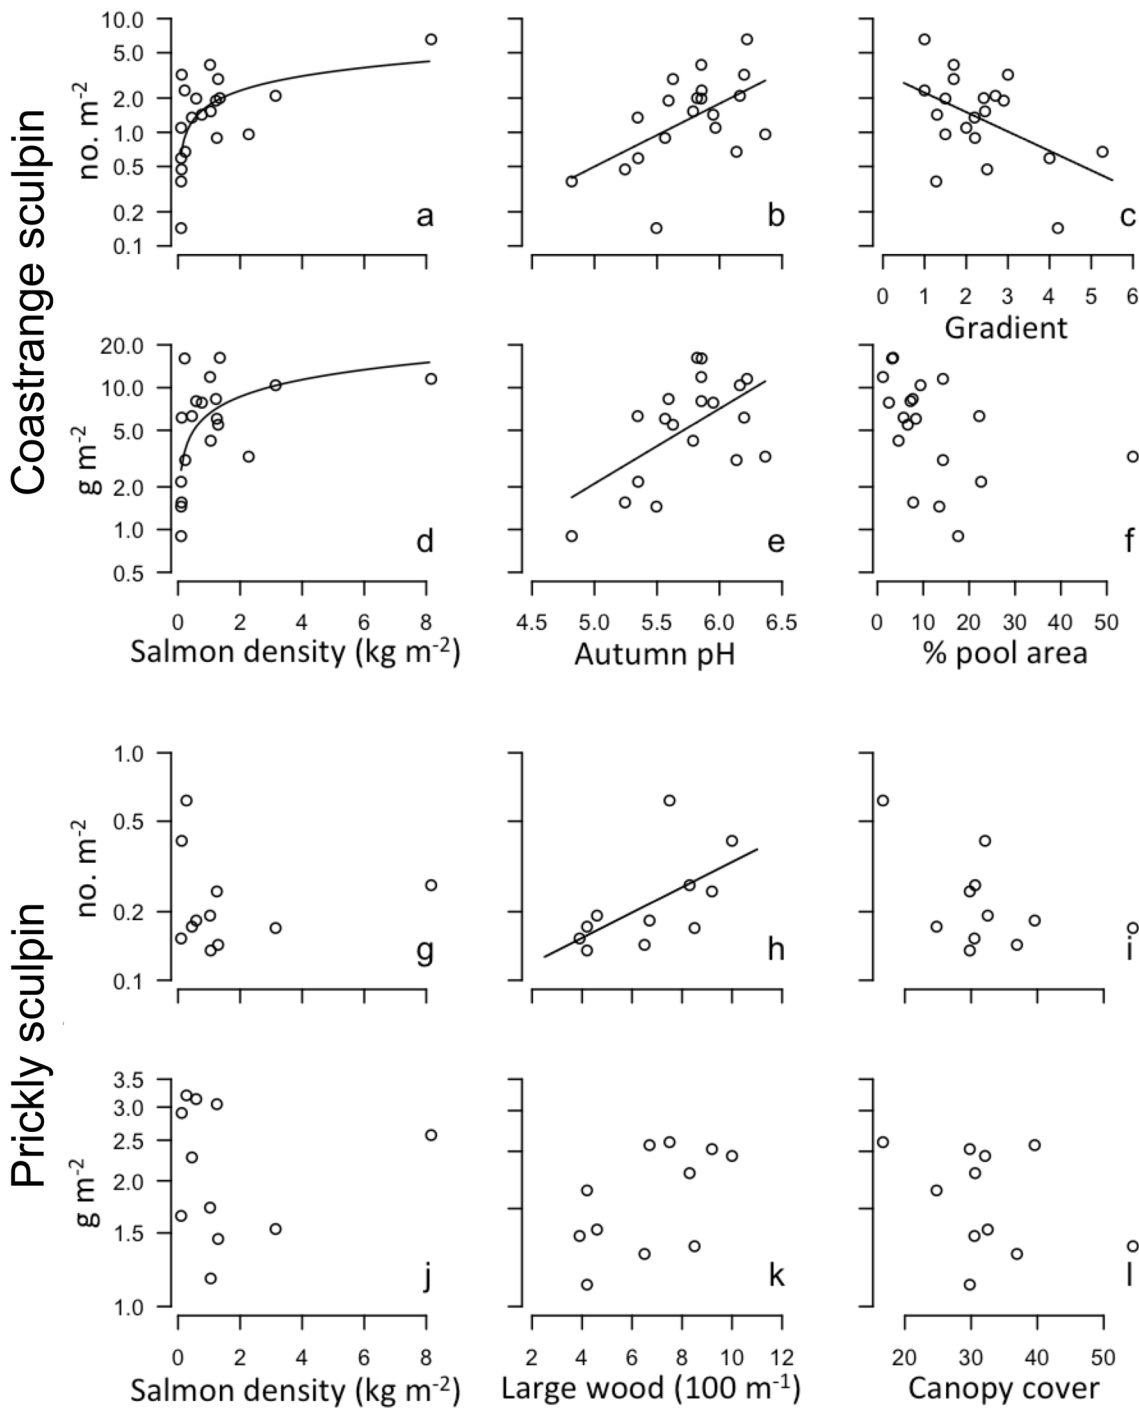 Coastrange sculpin
no. m-2
10.0
5.0
2.0
1.0
0.5
0.2
0.1
a
b
c
0 1 2 3 4 5 6
Gradient
g m-2
20.0
10.0
5.0
2.0
1.0
0.5
d
e
f
0 2 4 6 8
Salmon density (kg m-2)
4.5 5.0 5.5 6.0 6.5
Autumn pH
0 10 20 30 40 50
% pool area
Prickly sculpin
no. m-2
1.0
0.5
0.2
0.1
g
h
i
g m-2
3.5
3.0
2.5
2.0
1.5
1.0
j
k
l
0 2 4 6 8
Salmon density (kg m-2)
2 4 6 8 10 12
Large wood (100 m-1)
20 30 40 50
Canopy cover